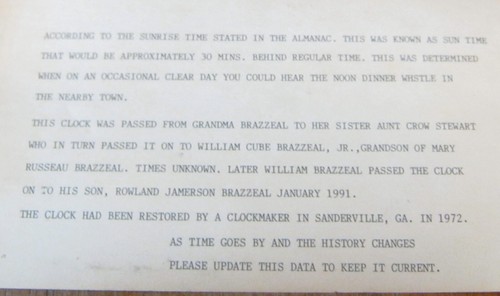 ACCORDING TO THE SUNRISE TIME STATED IN THE ALMANAC. THIS WAS KNOWN AS SUN TIME
THAT WOULD BE APPROXIMATELY 30 MINS. BEHIND REGULAR TIME. THIS WAS DETERMINED
WHEN ON AN OCCASIONAL CLEAR DAY YOU COULD HEAR THE NOON DINNER WHSTLE IN
THE NEARBY TOWN.
THIS CLOCK WAS PASSED FROM GRANDMA BRAZZEAL TO HER SISTER AUNT CROW STEWART
WHO IN TURN PASSED IT ON TO WILLIAM CUBE BRAZZEAL, JR.,GRANDSON OF MARY
RUSSEAU BRAZZEAL. TIMES UNKNOWN. LATER WILLIAM BRAZZEAL PASSED THE CLOCK
ON TO HIS SON, ROWLAND JAMERSON BRAZZEAL JANUARY 1991.
THE CLOCK HAD BEEN RESTORED BY A CLOCKMAKER IN SANDERVILLE, GA. IN 1972.
AS TIME GOES BY AND THE HISTORY CHANGES
PLEASE UPDATE THIS DATA TO KEEP IT CURRENT.